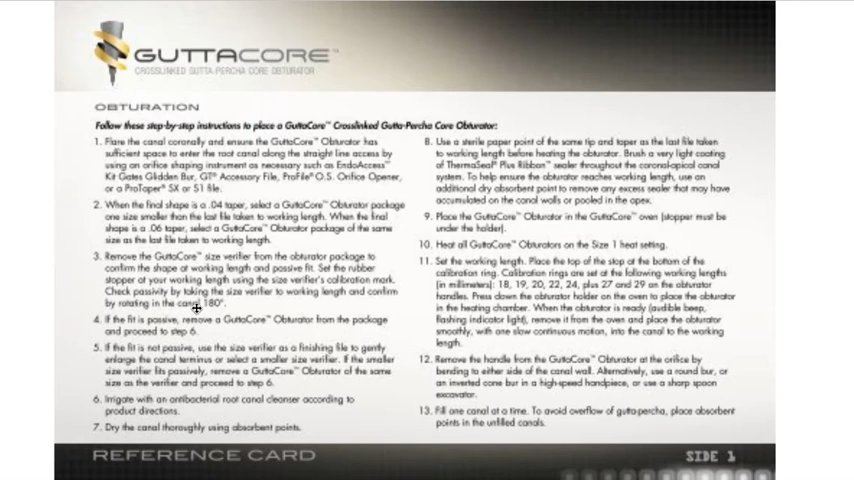 GUTTACORE™
CROSSLINKED GUTTA-PERCHA CORE OBTURATOR
OBTURATION
Follow these step-by-step instructions to place a GuttaCore™ Crosslinked Gutta-Percha Core Obturator:
1. Flare the canal coronally and ensure the GuttaCore™ Obturator has
sufficient space to enter the root canal along the straight line access by
using an orifice shaping instrument as necessary such as EndoAccess™
Kit Gates Glidden Bur, GT® Accessory File, ProFile® O.S. Orifice Opener,
or a ProTaper® SX or S1 file.
2. When the final shape is a .04 taper, select a GuttaCore™ Obturator package
one size smaller than the last file taken to working length. When the final
shape is a .06 taper, select a GuttaCore™ Obturator package of the same
size as the last file taken to working length.
3. Remove the GuttaCore™ size verifier from the obturator package to
confirm the shape at working length and passive fit. Set the rubber
stopper at your working length using the size verifier's calibration mark.
Check passivity by taking the size verifier to working length and confirm
by rotating in the canal 180°.
4. If the fit is passive, remove a GuttaCore™ Obturator from the package
and proceed to step 6.
5. If the fit is not passive, use the size verifier as a finishing file to gently
enlarge the canal terminus or select a smaller size verifier. If the smaller
size verifier fits passively, remove a GuttaCore™ Obturator of the same
size as the verifier and proceed to step 6.
6. Irrigate with an antibacterial root canal cleanser according to
product directions.
7. Dry the canal thoroughly using absorbent points.
8. Use a sterile paper point of the same tip and taper as the last file taken
to working length before heating the obturator. Brush a very light coating
of ThermaSeal® Plus Ribbon™ sealer throughout the coronal-apical canal
system. To help ensure the obturator reaches working length, use an
additional dry absorbent point to remove any excess sealer that may have
accumulated on the canal walls or pooled in the apex.
9. Place the GuttaCore™ Obturator in the GuttaCore™ oven (stopper must be
under the holder).
10. Heat all GuttaCore™ Obturators on the Size 1 heat setting.
11. Set the working length. Place the top of the stop at the bottom of the
calibration ring. Calibration rings are set at the following working lengths
(in millimeters): 18, 19, 20, 22, 24, plus 27 and 29 on the obturator
handles. Press down the obturator holder on the oven to place the obturator
in the heating chamber. When the obturator is ready (audible beep,
flashing indicator light), remove it from the oven and place the obturator
smoothly, with one slow continuous motion, into the canal to the working
length.
12. Remove the handle from the GuttaCore™ Obturator at the orifice by
bending to either side of the canal wall. Alternatively, use a round bur, or
an inverted cone bur in a high-speed handpiece, or use a sharp spoon
excavator.
13. Fill one canal at a time. To avoid overflow of gutta-percha, place absorbent
points in the unfilled canals.
REFERENCE CARD
SIDE 1